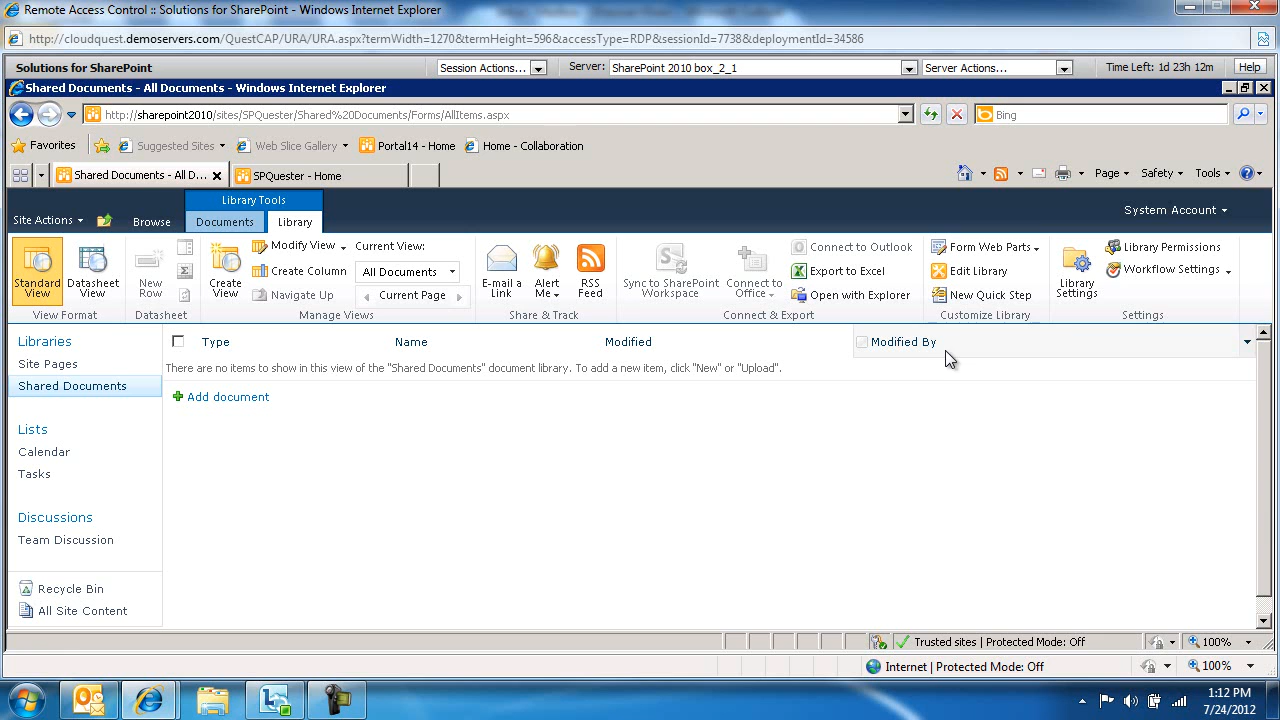 Remote Access Control :: Solutions for SharePoint - Windows Internet Explorer
http://cloudquest.demoservers.com/QuestCAP/URA/URA.aspx?termWidth=1270&termHeight=596&accessType=RDP&sessionId=7738&deploymentId=34586
Solutions for SharePoint Session Actions... Server: SharePoint 2010 box_2_1 Server Actions... Time Left: 1d 23h 12m Help
Shared Documents - All Documents - Windows Internet Explorer
http://sharepoint2010/sites/SPQuester/Shared%20Documents/Forms/AllItems.aspx Bing
Favorites Suggested Sites Web Slice Gallery Portal14 - Home Home - Collaboration
Shared Documents - All D... SPQuester - Home Page Safety Tools
Library Tools
Site Actions Browse Documents Library System Account
Standard View Datasheet View New Row Create View Modify View Create Column Navigate Up Current View: All Documents Current Page E-mail a Link Alert Me RSS Feed Sync to SharePoint Workspace Connect to Office Connect to Outlook Export to Excel Open with Explorer Form Web Parts Edit Library New Quick Step Library Settings Library Permissions Workflow Settings
View Format Datasheet Manage Views Share & Track Connect & Export Customize Library Settings
Libraries
Site Pages
Shared Documents
Lists
Calendar
Tasks
Discussions
Team Discussion
Recycle Bin
All Site Content
Type Name Modified Modified By
There are no items to show in this view of the "Shared Documents" document library. To add a new item, click "New" or "Upload".
Add document
Trusted sites | Protected Mode: Off 100%
Internet | Protected Mode: Off 100%
1:12 PM
7/24/2012